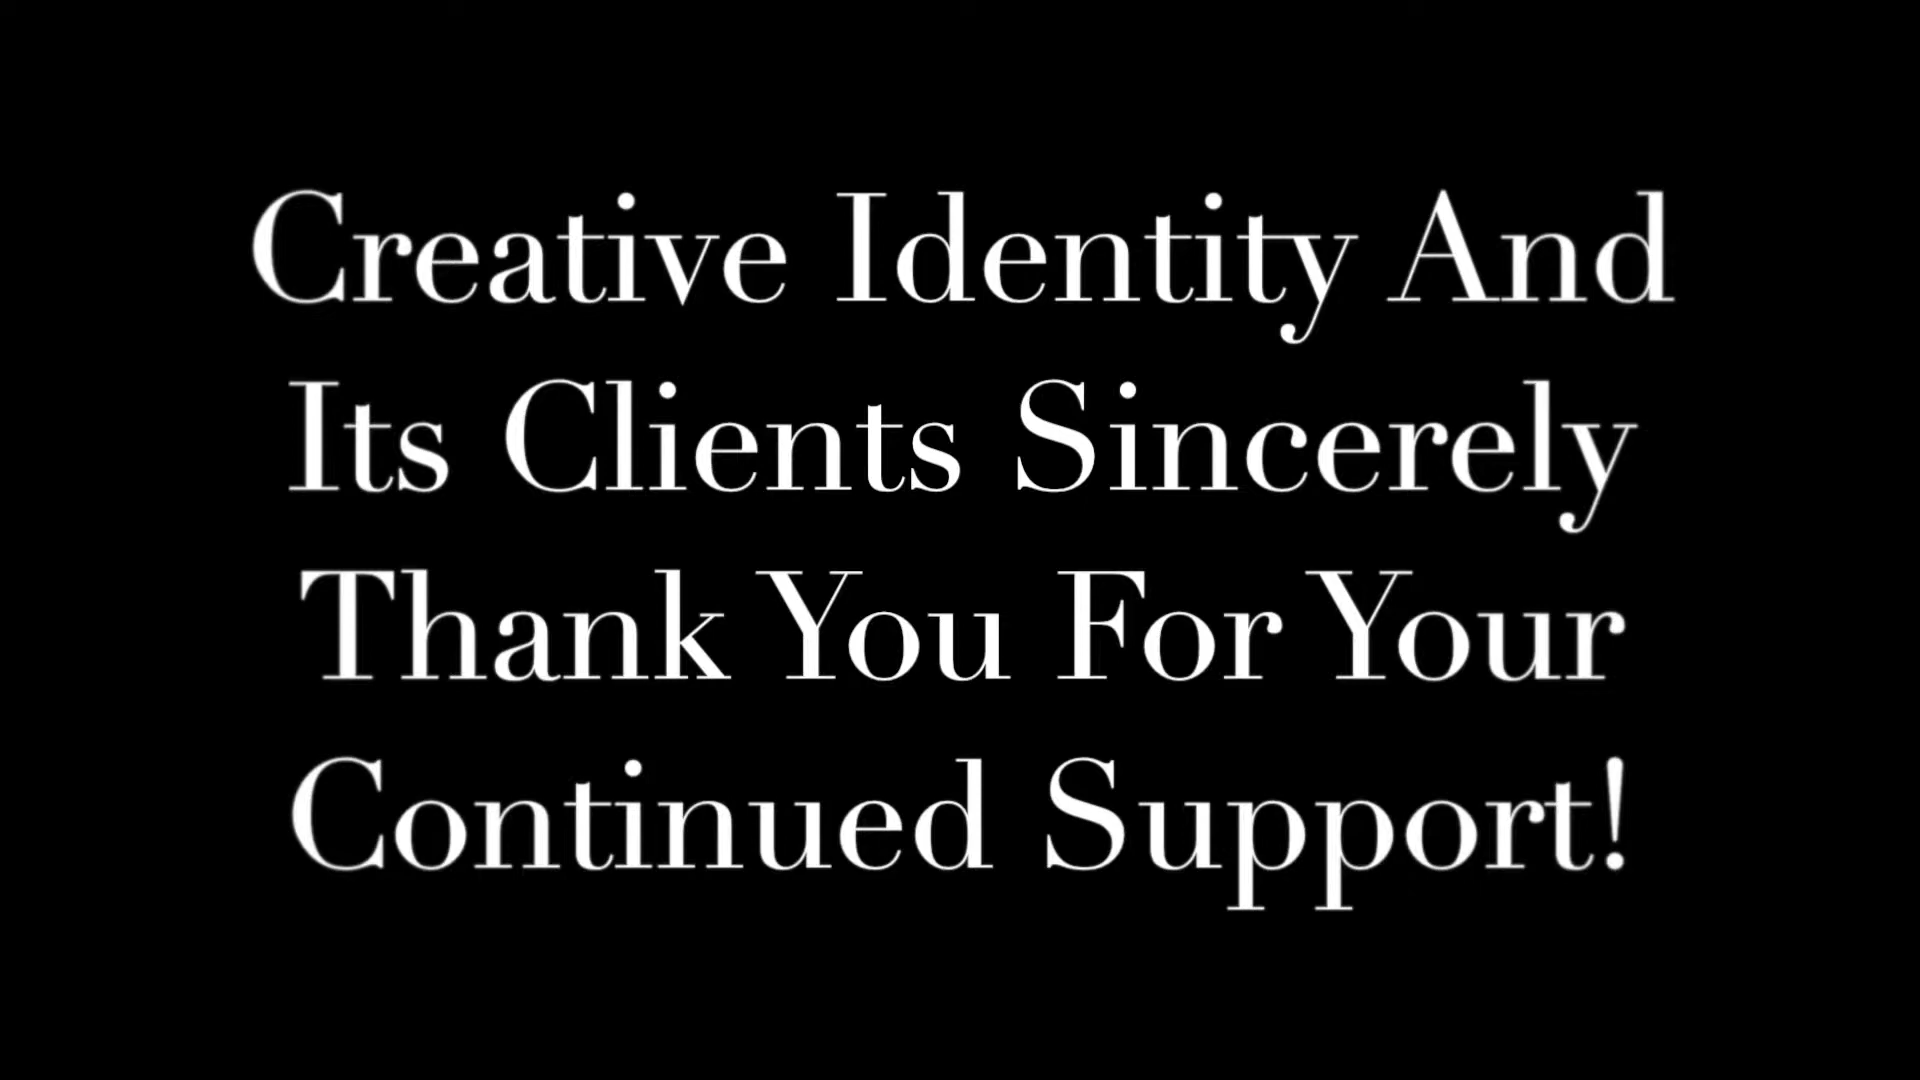 Creative Identity And
Its Clients Sincerely
Thank You For Your
Continued Support!